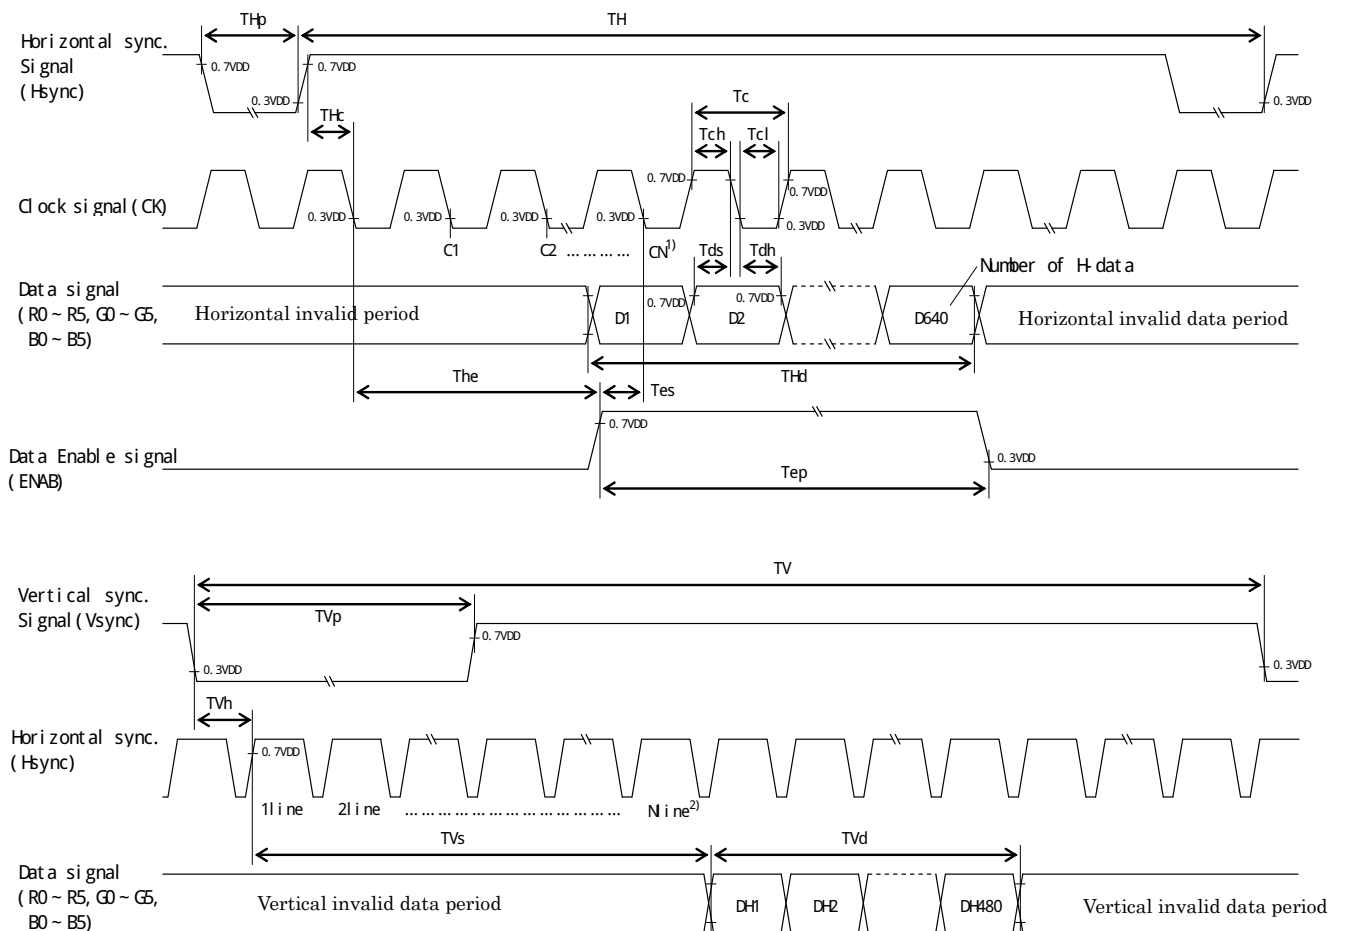 THp TH
Horizontal sync.
Signal
(Hsync)
0.7VDD 0.7VDD
0.3VDD 0.3VDD
THc Tc
Tch Tcl
Clock signal(CK)
0.7VDD 0.7VDD
0.3VDD 0.3VDD 0.3VDD 0.3VDD 0.3VDD
C1 C2 ………… CN1)
Tds Tdh
Number of H-data
Data signal
(R0~R5, G0~G5,
B0~B5)
Horizontal invalid period
0.7VDD 0.7VDD
D1 D2 D640
Horizontal invalid data period
THd
The Tes
0.7VDD
Data Enable signal
(ENAB)
0.3VDD
Tep
TV
Vertical sync.
Signal(Vsync)
TVp
0.7VDD
0.3VDD 0.3VDD
TVh
Horizontal sync.
(Hsync)
0.7VDD
1line 2line …………………………… Nline2)
TVs TVd
Data signal
(R0~R5, G0~G5,
B0~B5)
Vertical invalid data period
DH1 DH2 DH480
Vertical invalid data period